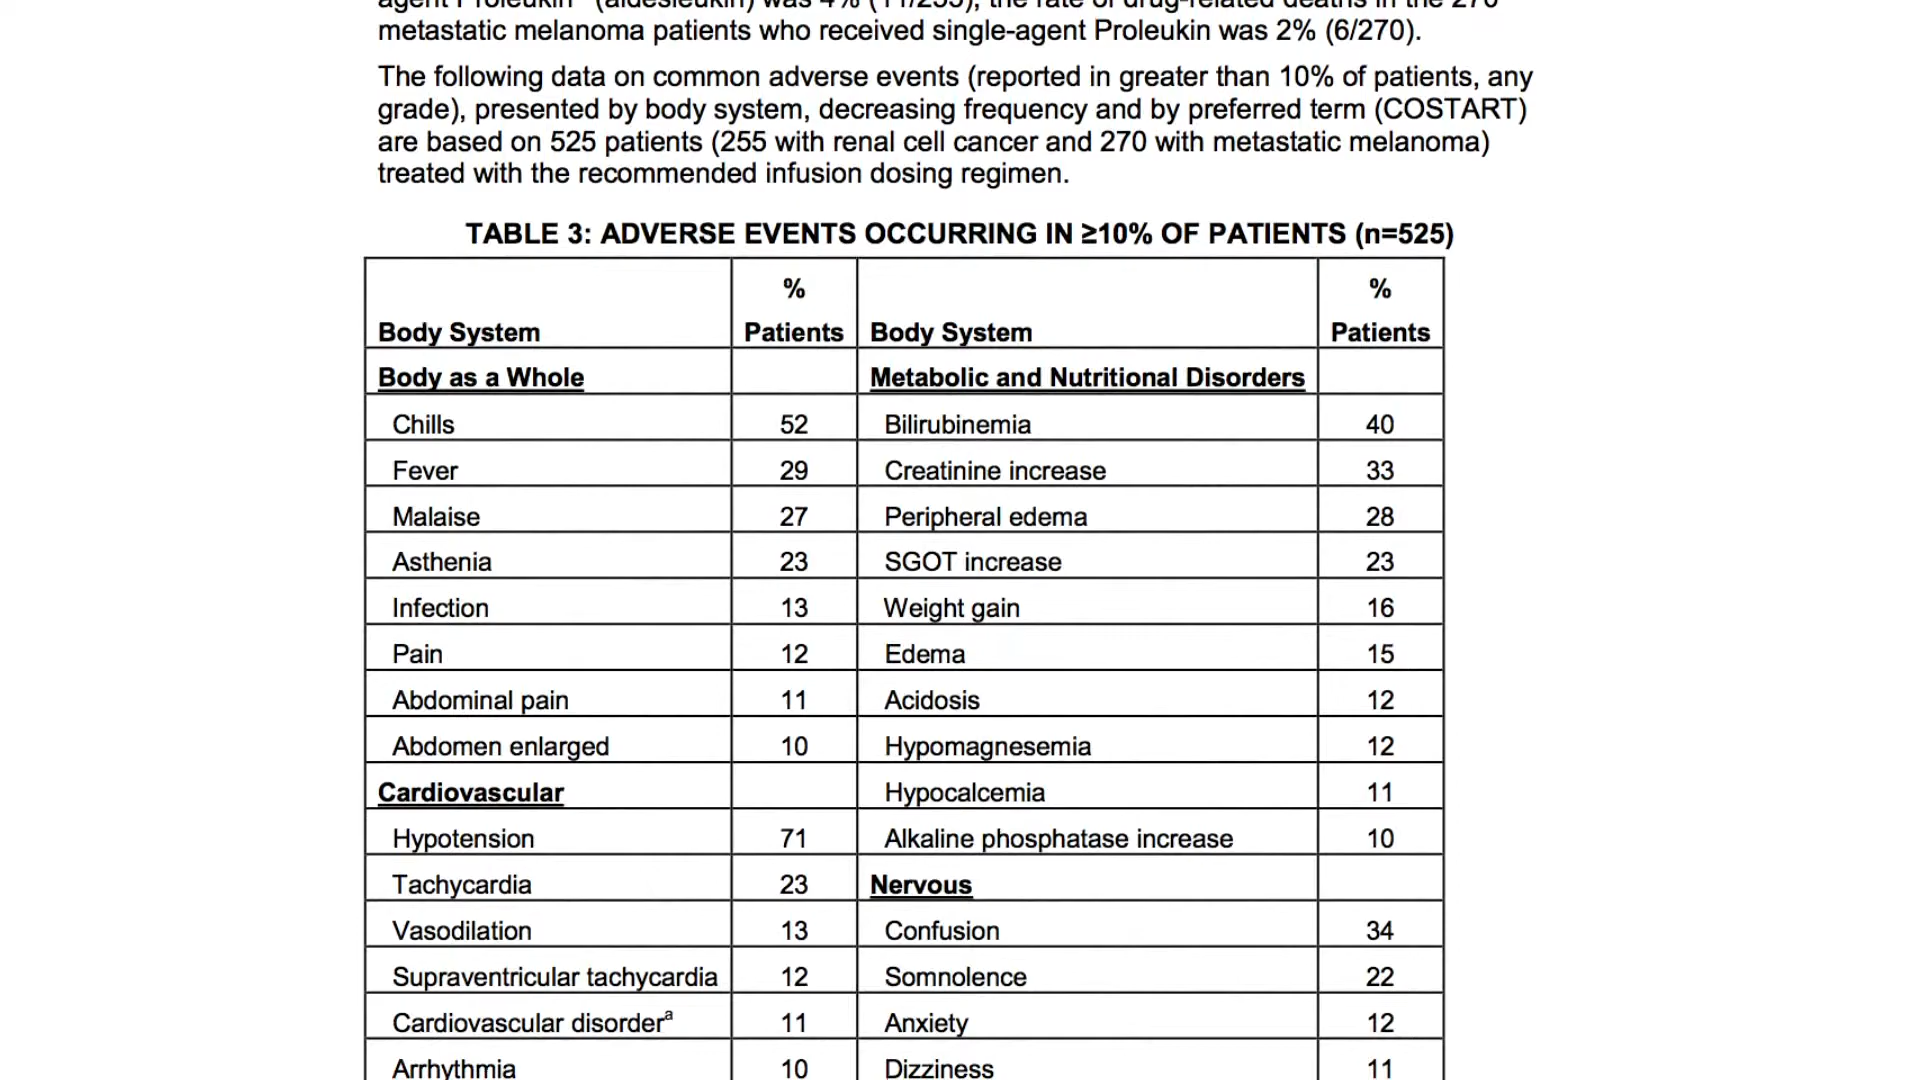 metastatic melanoma patients who received single-agent Proleukin was 2% (6/270).
The following data on common adverse events (reported in greater than 10% of patients, any
grade), presented by body system, decreasing frequency and by preferred term (COSTART)
are based on 525 patients (255 with renal cell cancer and 270 with metastatic melanoma)
treated with the recommended infusion dosing regimen.
TABLE 3: ADVERSE EVENTS OCCURRING IN ≥10% OF PATIENTS (n=525)
Body System % Patients Body System % Patients
Body as a Whole Metabolic and Nutritional Disorders
Chills 52 Bilirubinemia 40
Fever 29 Creatinine increase 33
Malaise 27 Peripheral edema 28
Asthenia 23 SGOT increase 23
Infection 13 Weight gain 16
Pain 12 Edema 15
Abdominal pain 11 Acidosis 12
Abdomen enlarged 10 Hypomagnesemia 12
Cardiovascular Hypocalcemia 11
Hypotension 71 Alkaline phosphatase increase 10
Tachycardia 23 Nervous
Vasodilation 13 Confusion 34
Supraventricular tachycardia 12 Somnolence 22
Cardiovascular disorderᵃ 11 Anxiety 12
Arrhythmia 10 Dizziness 11